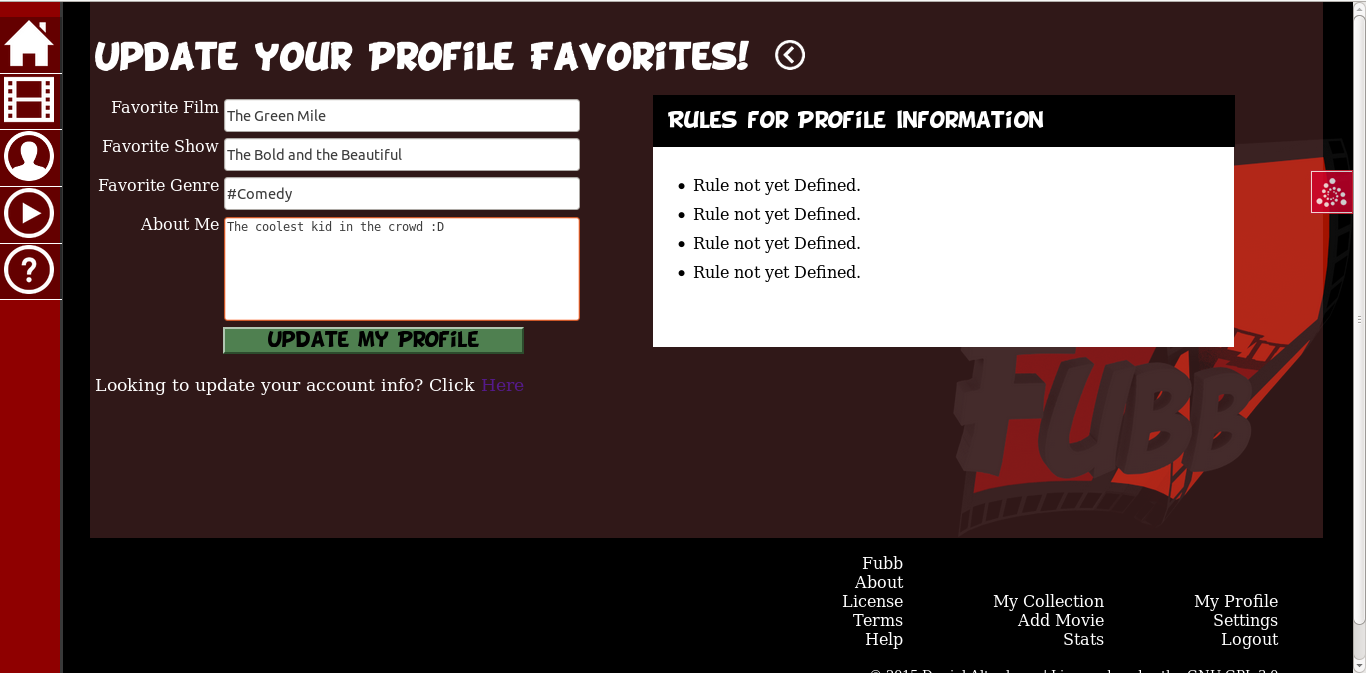 UPDATE YOUR PROFILE FAVORITES!
Favorite Film
The Green Mile
Favorite Show
The Bold and the Beautiful
Favorite Genre
#Comedy
About Me
The coolest kid in the crowd :D
UPDATE MY PROFILE
Looking to update your account info? Click Here
RULES FOR PROFILE INFORMATION
• Rule not yet Defined.
• Rule not yet Defined.
• Rule not yet Defined.
• Rule not yet Defined.
FUBB
Fubb
About
License
Terms
Help
My Collection
Add Movie
Stats
My Profile
Settings
Logout
© 2015 Daniel